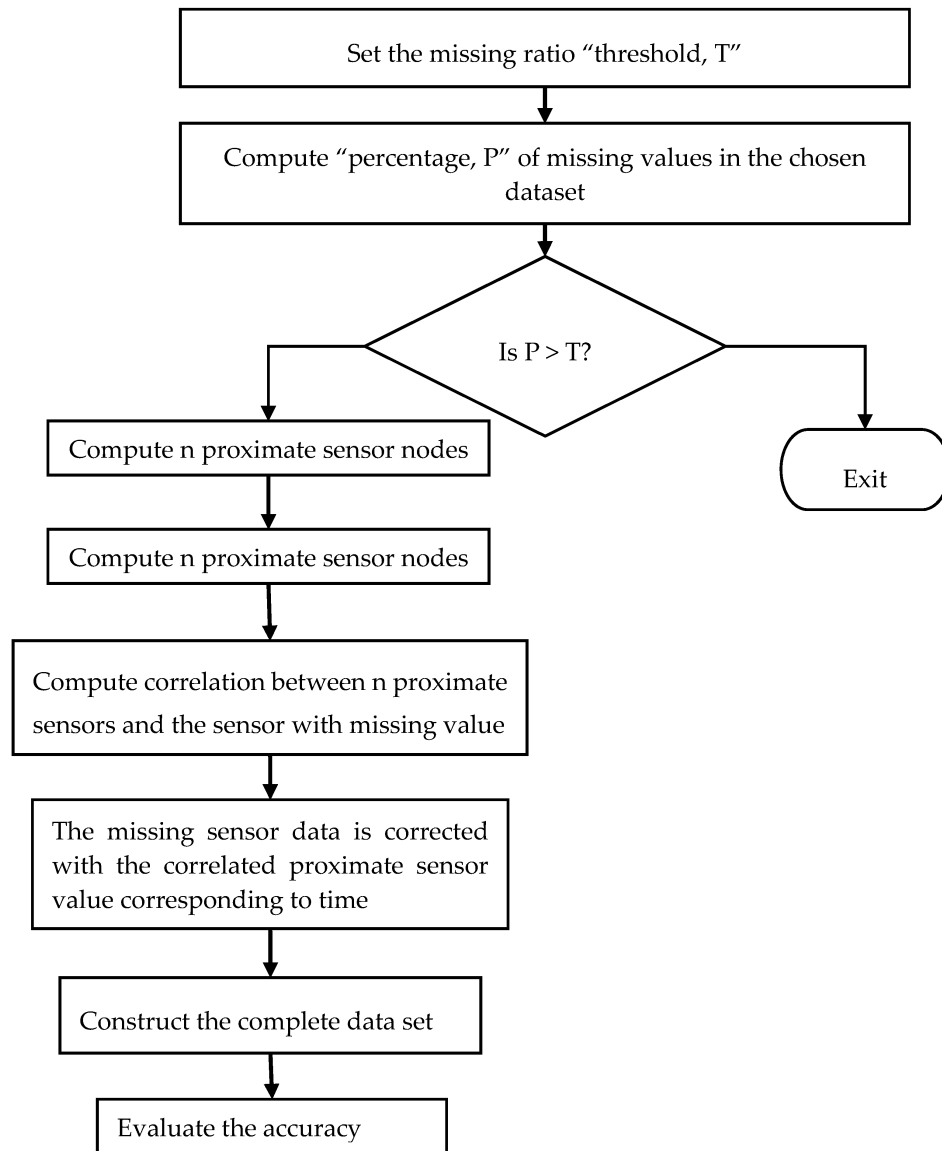 Set the missing ratio “threshold, T”
Compute “percentage, P” of missing values in the chosen
dataset
Is P > T?
Compute n proximate sensor nodes
Exit
Compute n proximate sensor nodes
Compute correlation between n proximate
sensors and the sensor with missing value
The missing sensor data is corrected
with the correlated proximate sensor
value corresponding to time
Construct the complete data set
Evaluate the accuracy